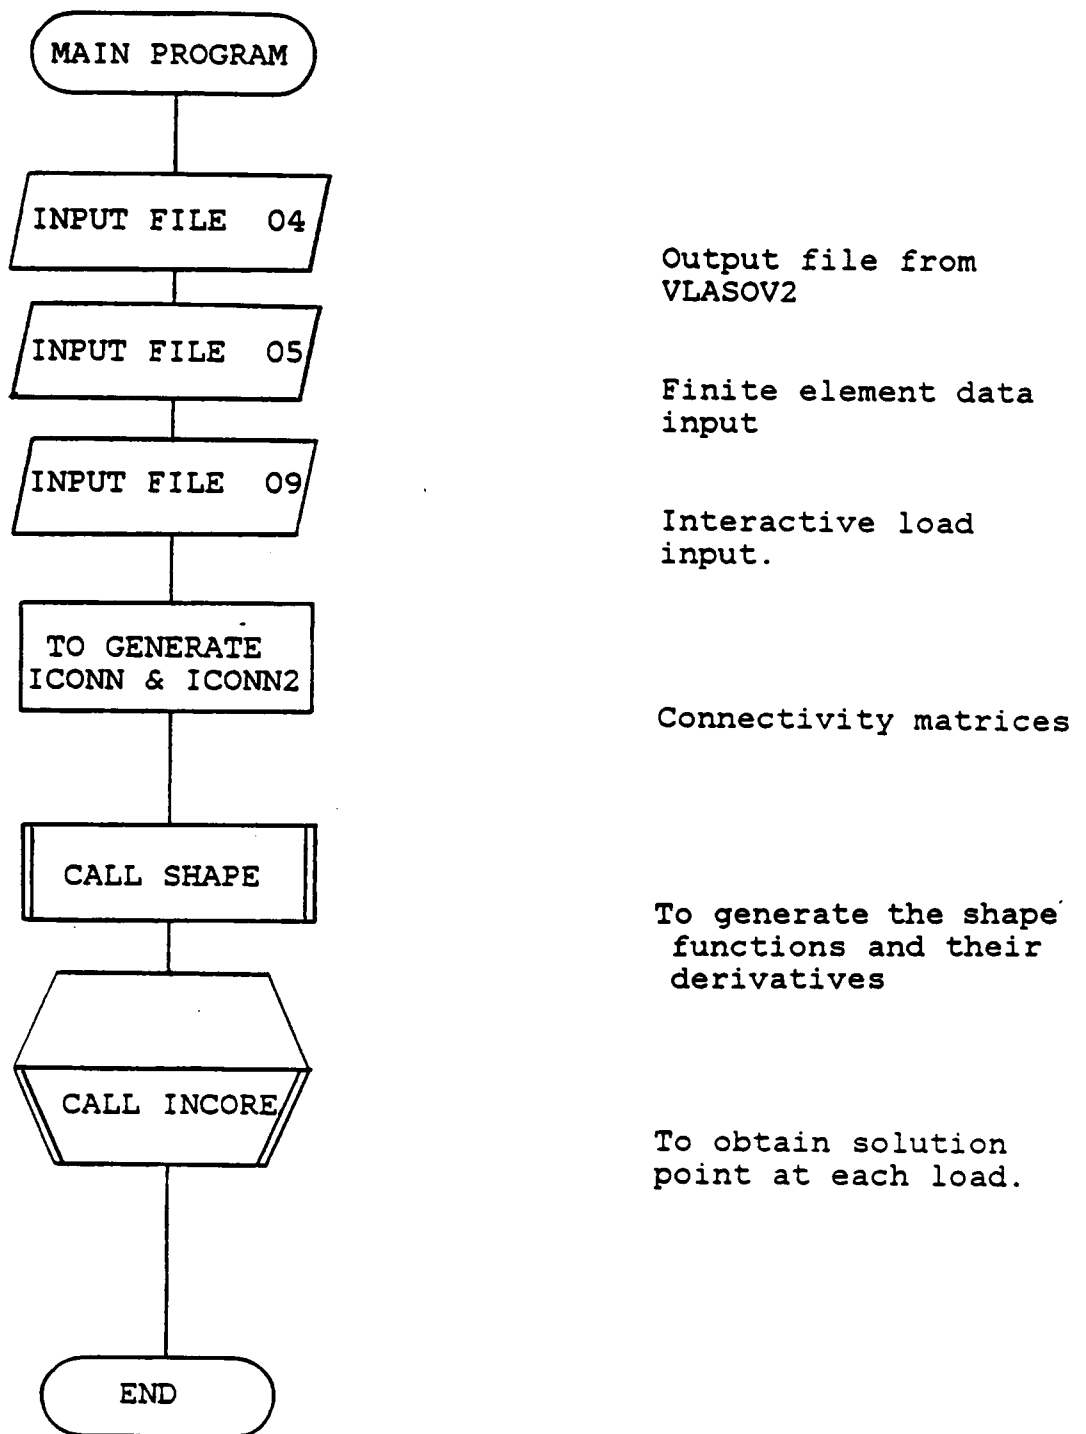 MAIN PROGRAM
INPUT FILE 04
Output file from
VLASOV2
INPUT FILE 05
Finite element data
input
INPUT FILE 09
Interactive load
input.
TO GENERATE
ICONN & ICONN2
Connectivity matrices
CALL SHAPE
To generate the shape
functions and their
derivatives
CALL INCORE
To obtain solution
point at each load.
END